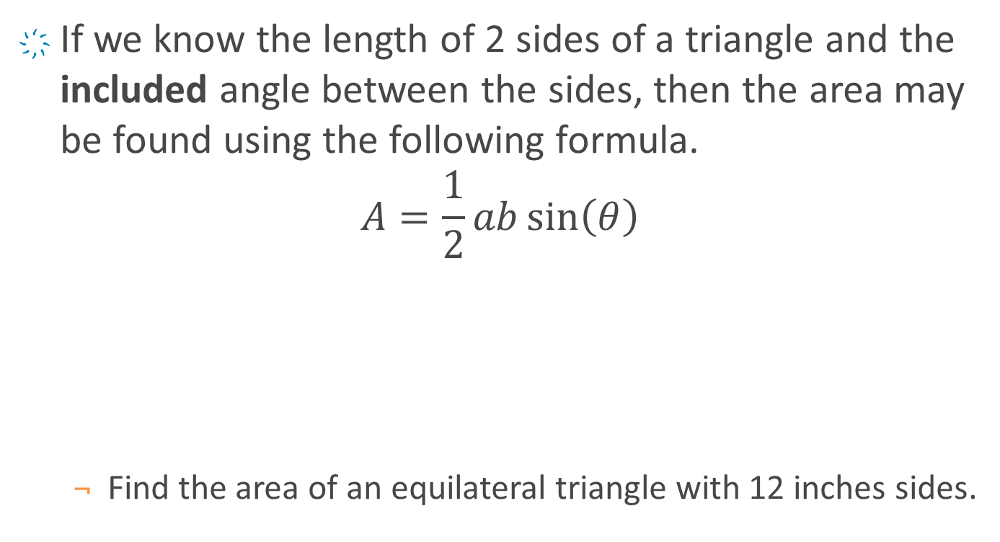 If we know the length of 2 sides of a triangle and the
included angle between the sides, then the area may
be found using the following formula.
𝐴 = 1/2 𝑎𝑏 sin(𝜃)
¬ Find the area of an equilateral triangle with 12 inches sides.